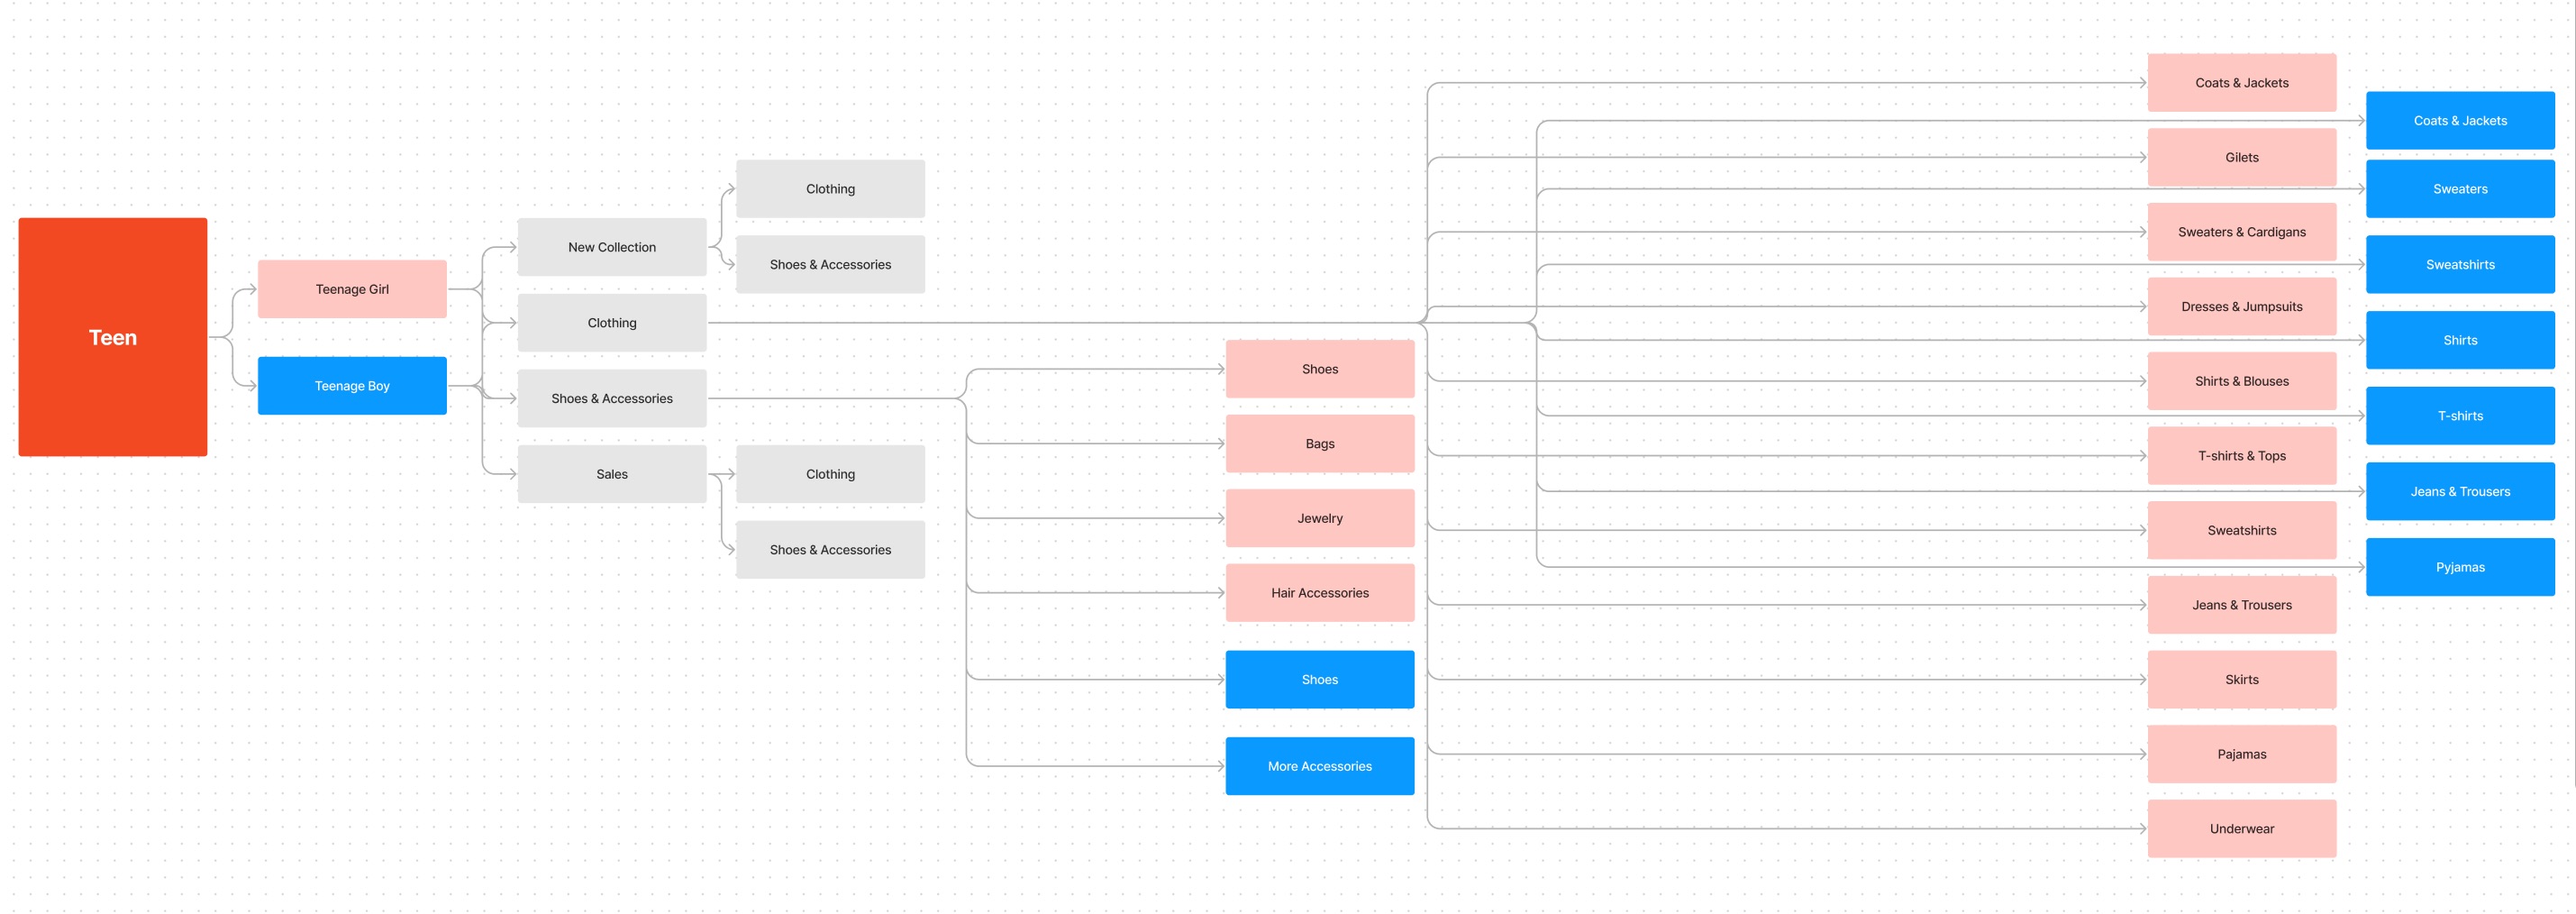 Teen
Teenage Girl
Teenage Boy
New Collection
Clothing
Shoes & Accessories
Sales
Clothing
Shoes & Accessories
Clothing
Shoes & Accessories
Shoes
Bags
Jewelry
Hair Accessories
Shoes
More Accessories
Coats & Jackets
Gilets
Sweaters & Cardigans
Dresses & Jumpsuits
Shirts & Blouses
T-shirts & Tops
Sweatshirts
Jeans & Trousers
Skirts
Pajamas
Underwear
Coats & Jackets
Sweaters
Sweatshirts
Shirts
T-shirts
Jeans & Trousers
Pyjamas